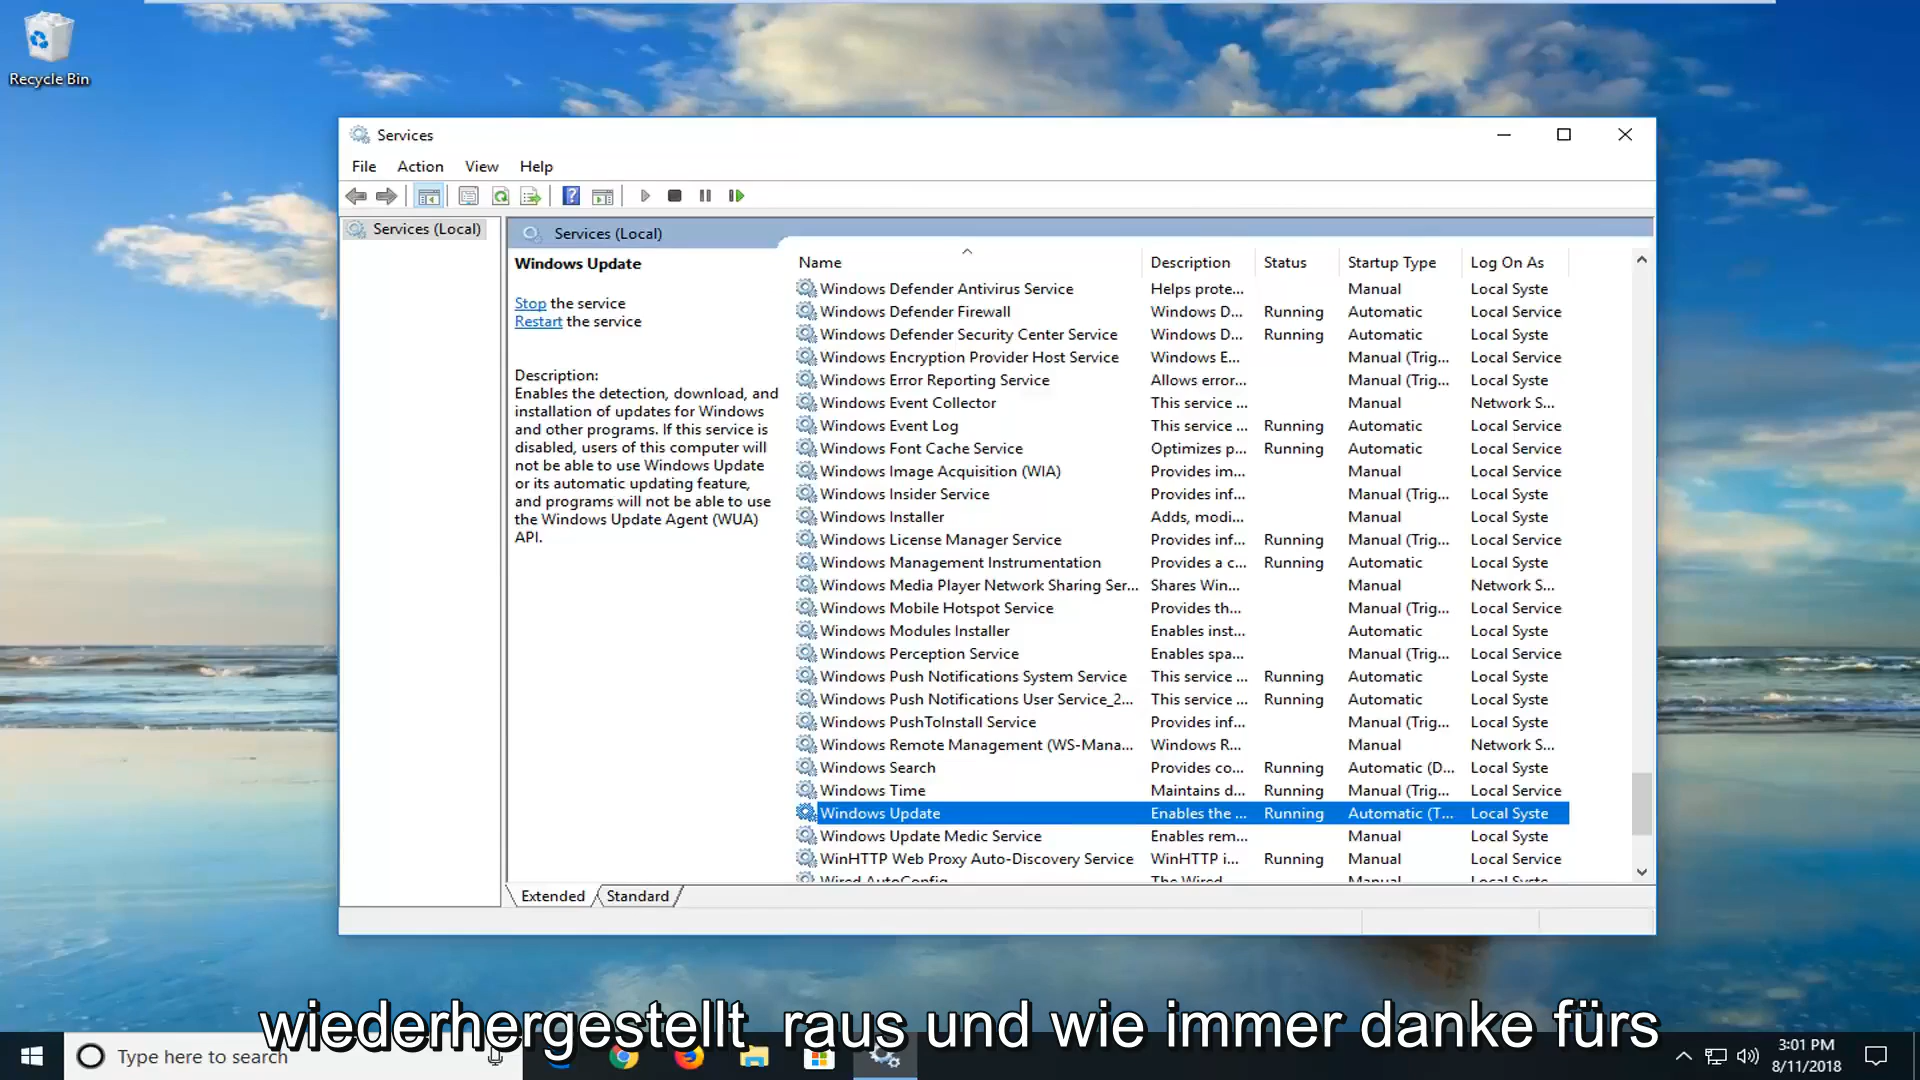 Recycle Bin
Services
File Action View Help
Services (Local)
Services (Local)
Windows Update
Stop the service
Restart the service
Description:
Enables the detection, download, and
installation of updates for Windows
and other programs. If this service is
disabled, users of this computer will
not be able to use Windows Update
or its automatic updating feature,
and programs will not be able to use
the Windows Update Agent (WUA)
API.
Name Description Status Startup Type Log On As
Windows Defender Antivirus Service Helps prote... Manual Local Syste
Windows Defender Firewall Windows D... Running Automatic Local Service
Windows Defender Security Center Service Windows D... Running Automatic Local Syste
Windows Encryption Provider Host Service Windows E... Manual (Trig... Local Service
Windows Error Reporting Service Allows error... Manual (Trig... Local Syste
Windows Event Collector This service ... Manual Network S...
Windows Event Log This service ... Running Automatic Local Service
Windows Font Cache Service Optimizes p... Running Automatic Local Service
Windows Image Acquisition (WIA) Provides im... Manual Local Service
Windows Insider Service Provides inf... Manual (Trig... Local Syste
Windows Installer Adds, modi... Manual Local Syste
Windows License Manager Service Provides inf... Running Manual (Trig... Local Service
Windows Management Instrumentation Provides a c... Running Automatic Local Syste
Windows Media Player Network Sharing Ser... Shares Win... Manual Network S...
Windows Mobile Hotspot Service Provides th... Manual (Trig... Local Service
Windows Modules Installer Enables inst... Automatic Local Syste
Windows Perception Service Enables spa... Manual (Trig... Local Service
Windows Push Notifications System Service This service ... Running Automatic Local Syste
Windows Push Notifications User Service_2... This service ... Running Automatic Local Syste
Windows PushToInstall Service Provides inf... Manual (Trig... Local Syste
Windows Remote Management (WS-Mana... Windows R... Manual Network S...
Windows Search Provides co... Running Automatic (D... Local Syste
Windows Time Maintains d... Running Manual (Trig... Local Service
Windows Update Enables the ... Running Automatic (T... Local Syste
Windows Update Medic Service Enables rem... Manual Local Syste
WinHTTP Web Proxy Auto-Discovery Service WinHTTP i... Running Manual Local Service
Wired AutoConfig The Wired Manual Local Syste
Extended Standard
wiederhergestellt raus und wie immer danke fürs
Type here to search
3:01 PM
8/11/2018